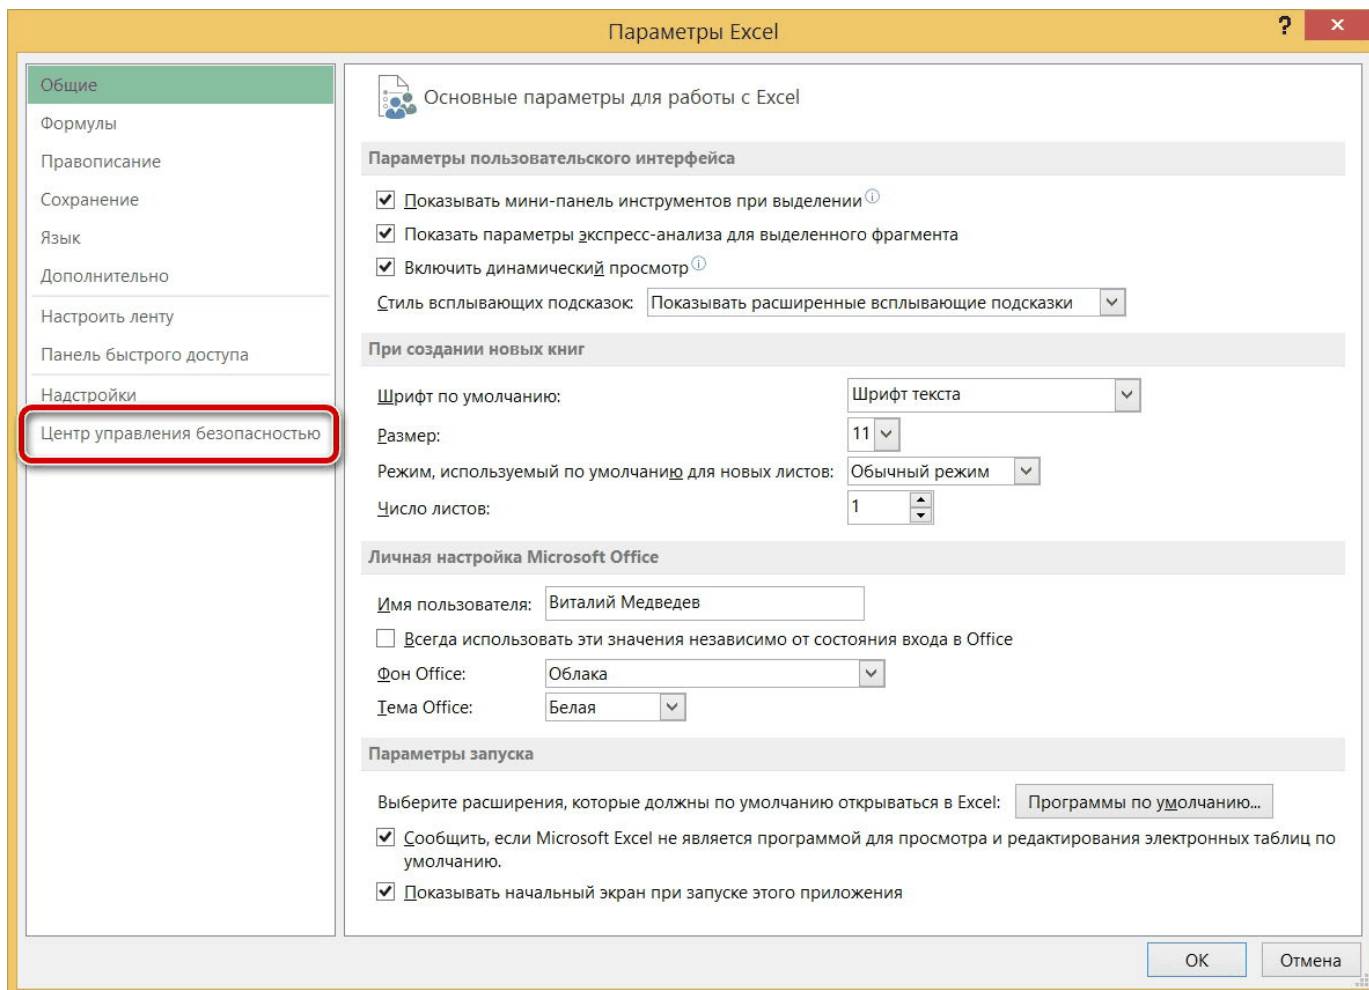 Параметры Excel
?
Общие
Формулы
Правописание
Сохранение
Язык
Дополнительно
Настроить ленту
Панель быстрого доступа
Надстройки
Центр управления безопасностью
Основные параметры для работы с Excel
Параметры пользовательского интерфейса
Показывать мини-панель инструментов при выделении
Показать параметры экспресс-анализа для выделенного фрагмента
Включить динамический просмотр
Стиль всплывающих подсказок: Показывать расширенные всплывающие подсказки
При создании новых книг
Шрифт по умолчанию: Шрифт текста
Размер: 11
Режим, используемый по умолчанию для новых листов: Обычный режим
Число листов: 1
Личная настройка Microsoft Office
Имя пользователя: Виталий Медведев
Всегда использовать эти значения независимо от состояния входа в Office
Фон Office: Облака
Тема Office: Белая
Параметры запуска
Выберите расширения, которые должны по умолчанию открываться в Excel: Программы по умолчанию...
Сообщить, если Microsoft Excel не является программой для просмотра и редактирования электронных таблиц по
умолчанию.
Показывать начальный экран при запуске этого приложения
ОК Отмена